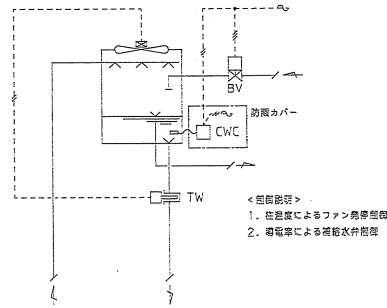 BV
防雨カバー
CWC
TW
<制御説明>
1. 往温度によるファン発停制御
2. 導電率による補給水弁制御